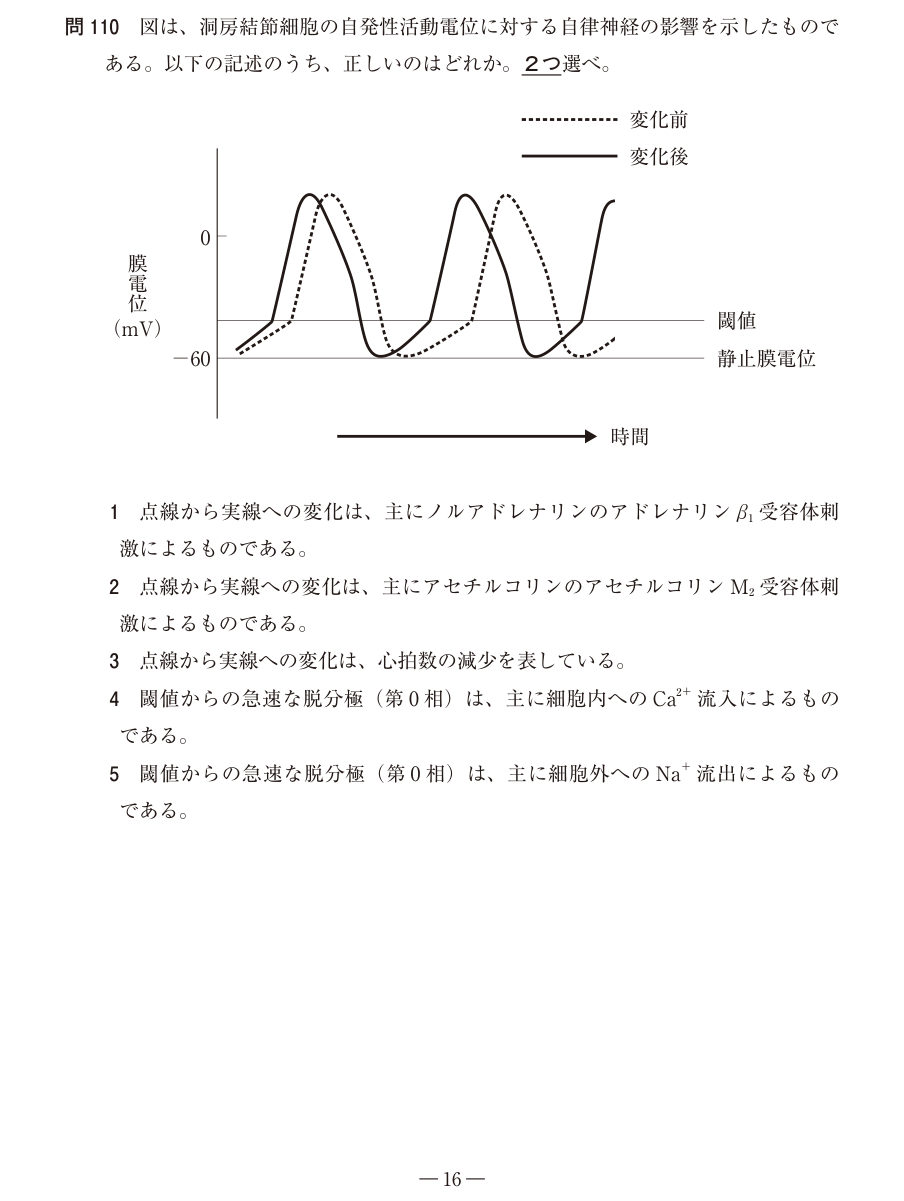 問 110　図は、洞房結節細胞の自発性活動電位に対する自律神経の影響を示したもので
ある。以下の記述のうち、正しいのはどれか。２つ選べ。
変化前
変化後
0
膜電位
(mV)
閾値
−60
静止膜電位
時間
1　点線から実線への変化は、主にノルアドレナリンのアドレナリン β₁ 受容体刺
激によるものである。
2　点線から実線への変化は、主にアセチルコリンのアセチルコリン M₂ 受容体刺
激によるものである。
3　点線から実線への変化は、心拍数の減少を表している。
4　閾値からの急速な脱分極（第 0 相）は、主に細胞内への Ca²⁺ 流入によるもの
である。
5　閾値からの急速な脱分極（第 0 相）は、主に細胞外への Na⁺ 流出によるもの
である。
― 16 ―